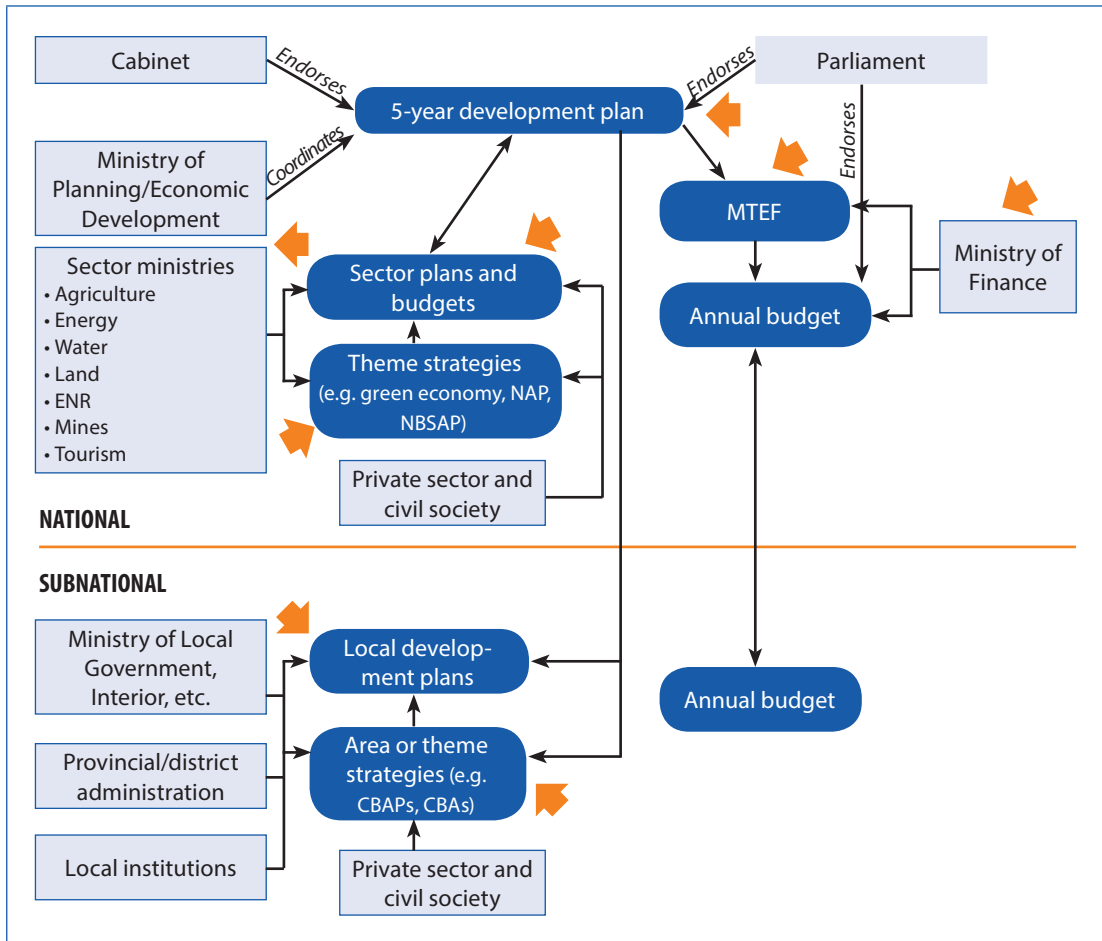 Cabinet
Endorses
5-year development plan
Endorses
Parliament
Ministry of
Planning/Economic
Development
Coordinates
Endorses
MTEF
Ministry of
Finance
Sector ministries
• Agriculture
• Energy
• Water
• Land
• ENR
• Mines
• Tourism
Sector plans and
budgets
Annual budget
Theme strategies
(e.g. green economy, NAP,
NBSAP)
Private sector and
civil society
NATIONAL
SUBNATIONAL
Ministry of Local
Government,
Interior, etc.
Local develop-
ment plans
Annual budget
Provincial/district
administration
Area or theme
strategies (e.g.
CBAPs, CBAs)
Local institutions
Private sector and
civil society